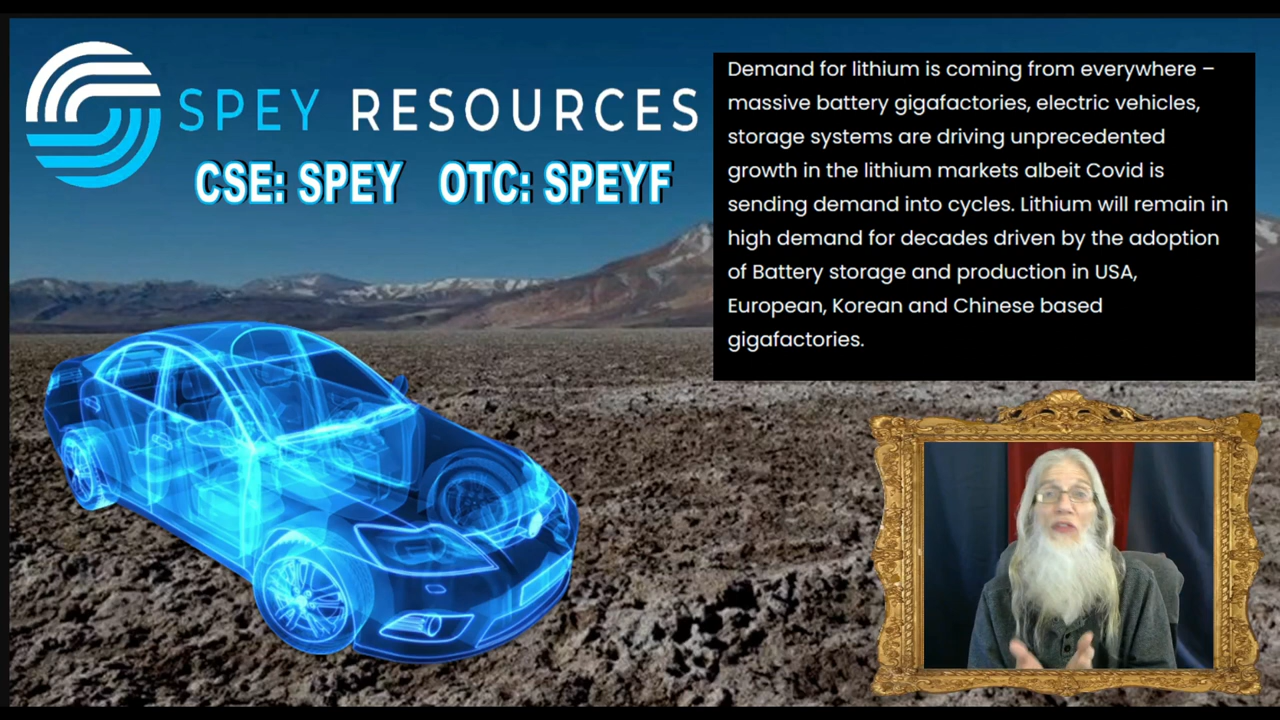 SPEY RESOURCES
CSE: SPEY OTC: SPEYF
Demand for lithium is coming from everywhere –
massive battery gigafactories, electric vehicles,
storage systems are driving unprecedented
growth in the lithium markets albeit Covid is
sending demand into cycles. Lithium will remain in
high demand for decades driven by the adoption
of Battery storage and production in USA,
European, Korean and Chinese based
gigafactories.